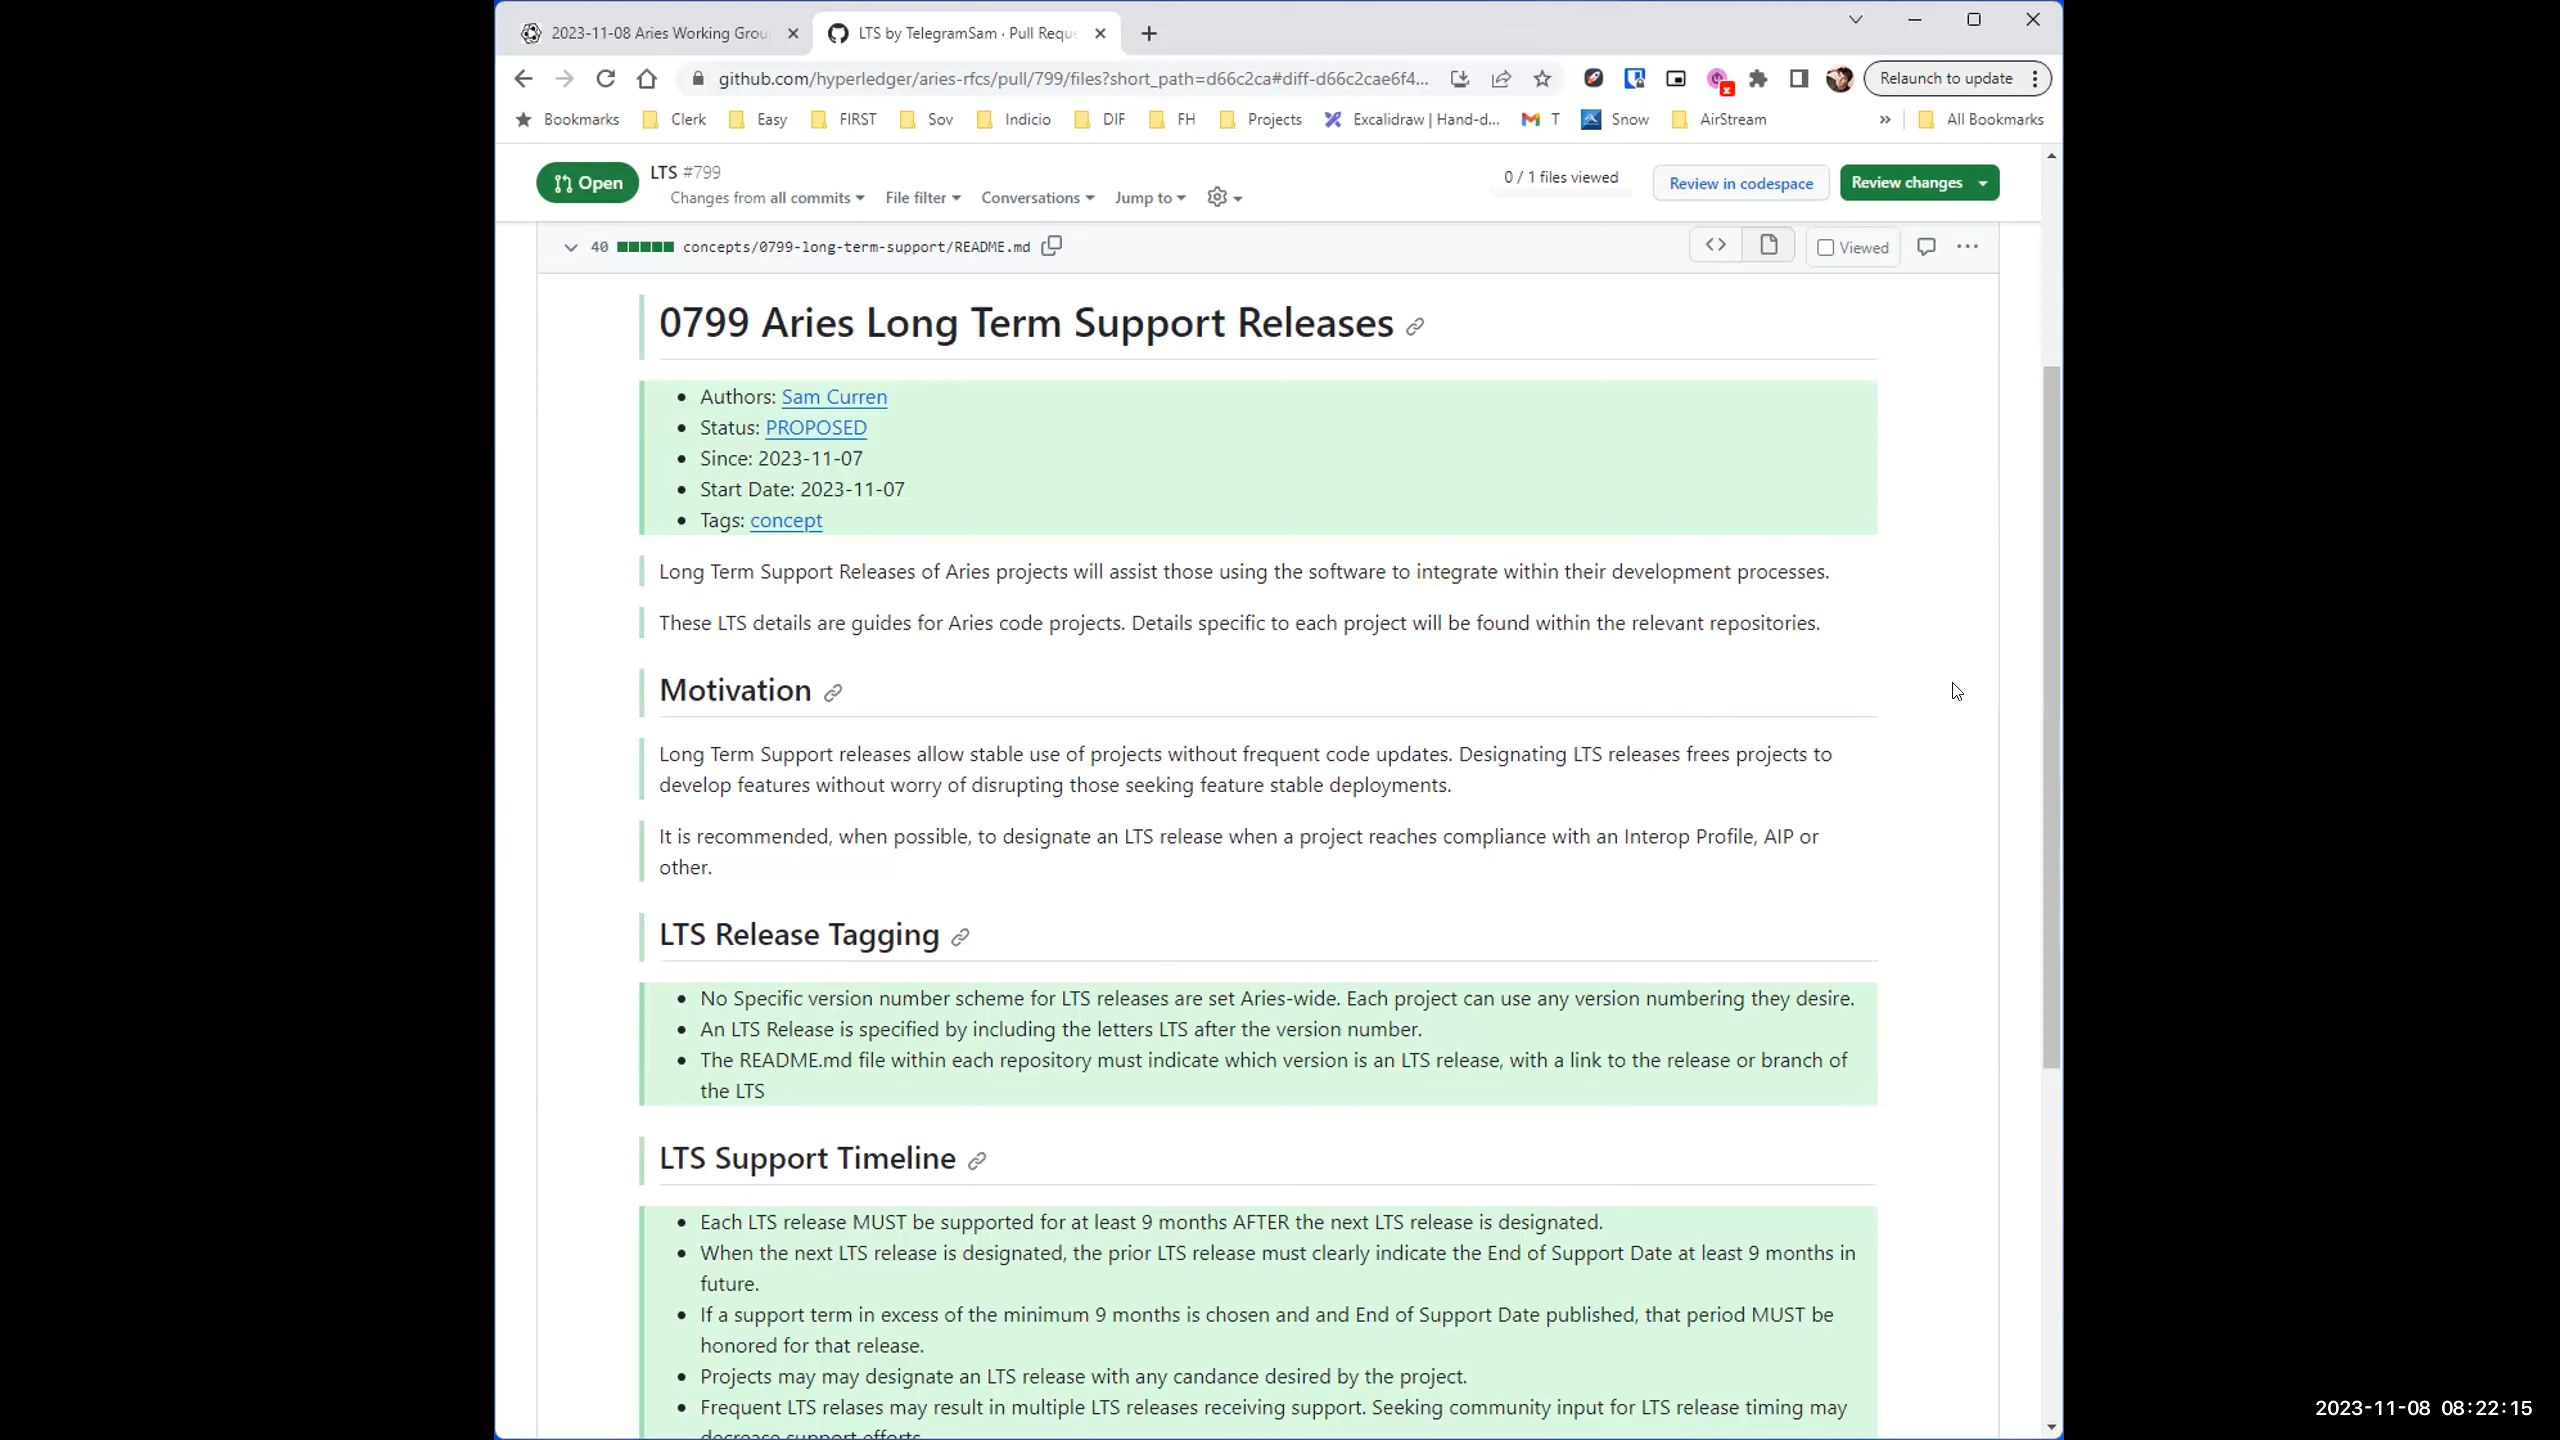 2023-11-08 Aries Working Grou
LTS by TelegramSam · Pull Reque
github.com/hyperledger/aries-rfcs/pull/799/files?short_path=d66c2ca#diff-d66c2cae6f4...
Relaunch to update
Bookmarks
Clerk
Easy
FIRST
Sov
Indicio
DIF
FH
Projects
Excalidraw | Hand-d...
T
Snow
AirStream
»
All Bookmarks
Open
LTS #799
Changes from all commits
File filter
Conversations
Jump to
0 / 1 files viewed
Review in codespace
Review changes
40
concepts/0799-long-term-support/README.md
Viewed
0799 Aries Long Term Support Releases
• Authors: Sam Curren
• Status: PROPOSED
• Since: 2023-11-07
• Start Date: 2023-11-07
• Tags: concept
Long Term Support Releases of Aries projects will assist those using the software to integrate within their development processes.
These LTS details are guides for Aries code projects. Details specific to each project will be found within the relevant repositories.
Motivation
Long Term Support releases allow stable use of projects without frequent code updates. Designating LTS releases frees projects to
develop features without worry of disrupting those seeking feature stable deployments.
It is recommended, when possible, to designate an LTS release when a project reaches compliance with an Interop Profile, AIP or
other.
LTS Release Tagging
• No Specific version number scheme for LTS releases are set Aries-wide. Each project can use any version numbering they desire.
• An LTS Release is specified by including the letters LTS after the version number.
• The README.md file within each repository must indicate which version is an LTS release, with a link to the release or branch of
the LTS
LTS Support Timeline
• Each LTS release MUST be supported for at least 9 months AFTER the next LTS release is designated.
• When the next LTS release is designated, the prior LTS release must clearly indicate the End of Support Date at least 9 months in
future.
• If a support term in excess of the minimum 9 months is chosen and and End of Support Date published, that period MUST be
honored for that release.
• Projects may may designate an LTS release with any candance desired by the project.
• Frequent LTS relases may result in multiple LTS releases receiving support. Seeking community input for LTS release timing may
decrease support efforts.
2023-11-08 08:22:15